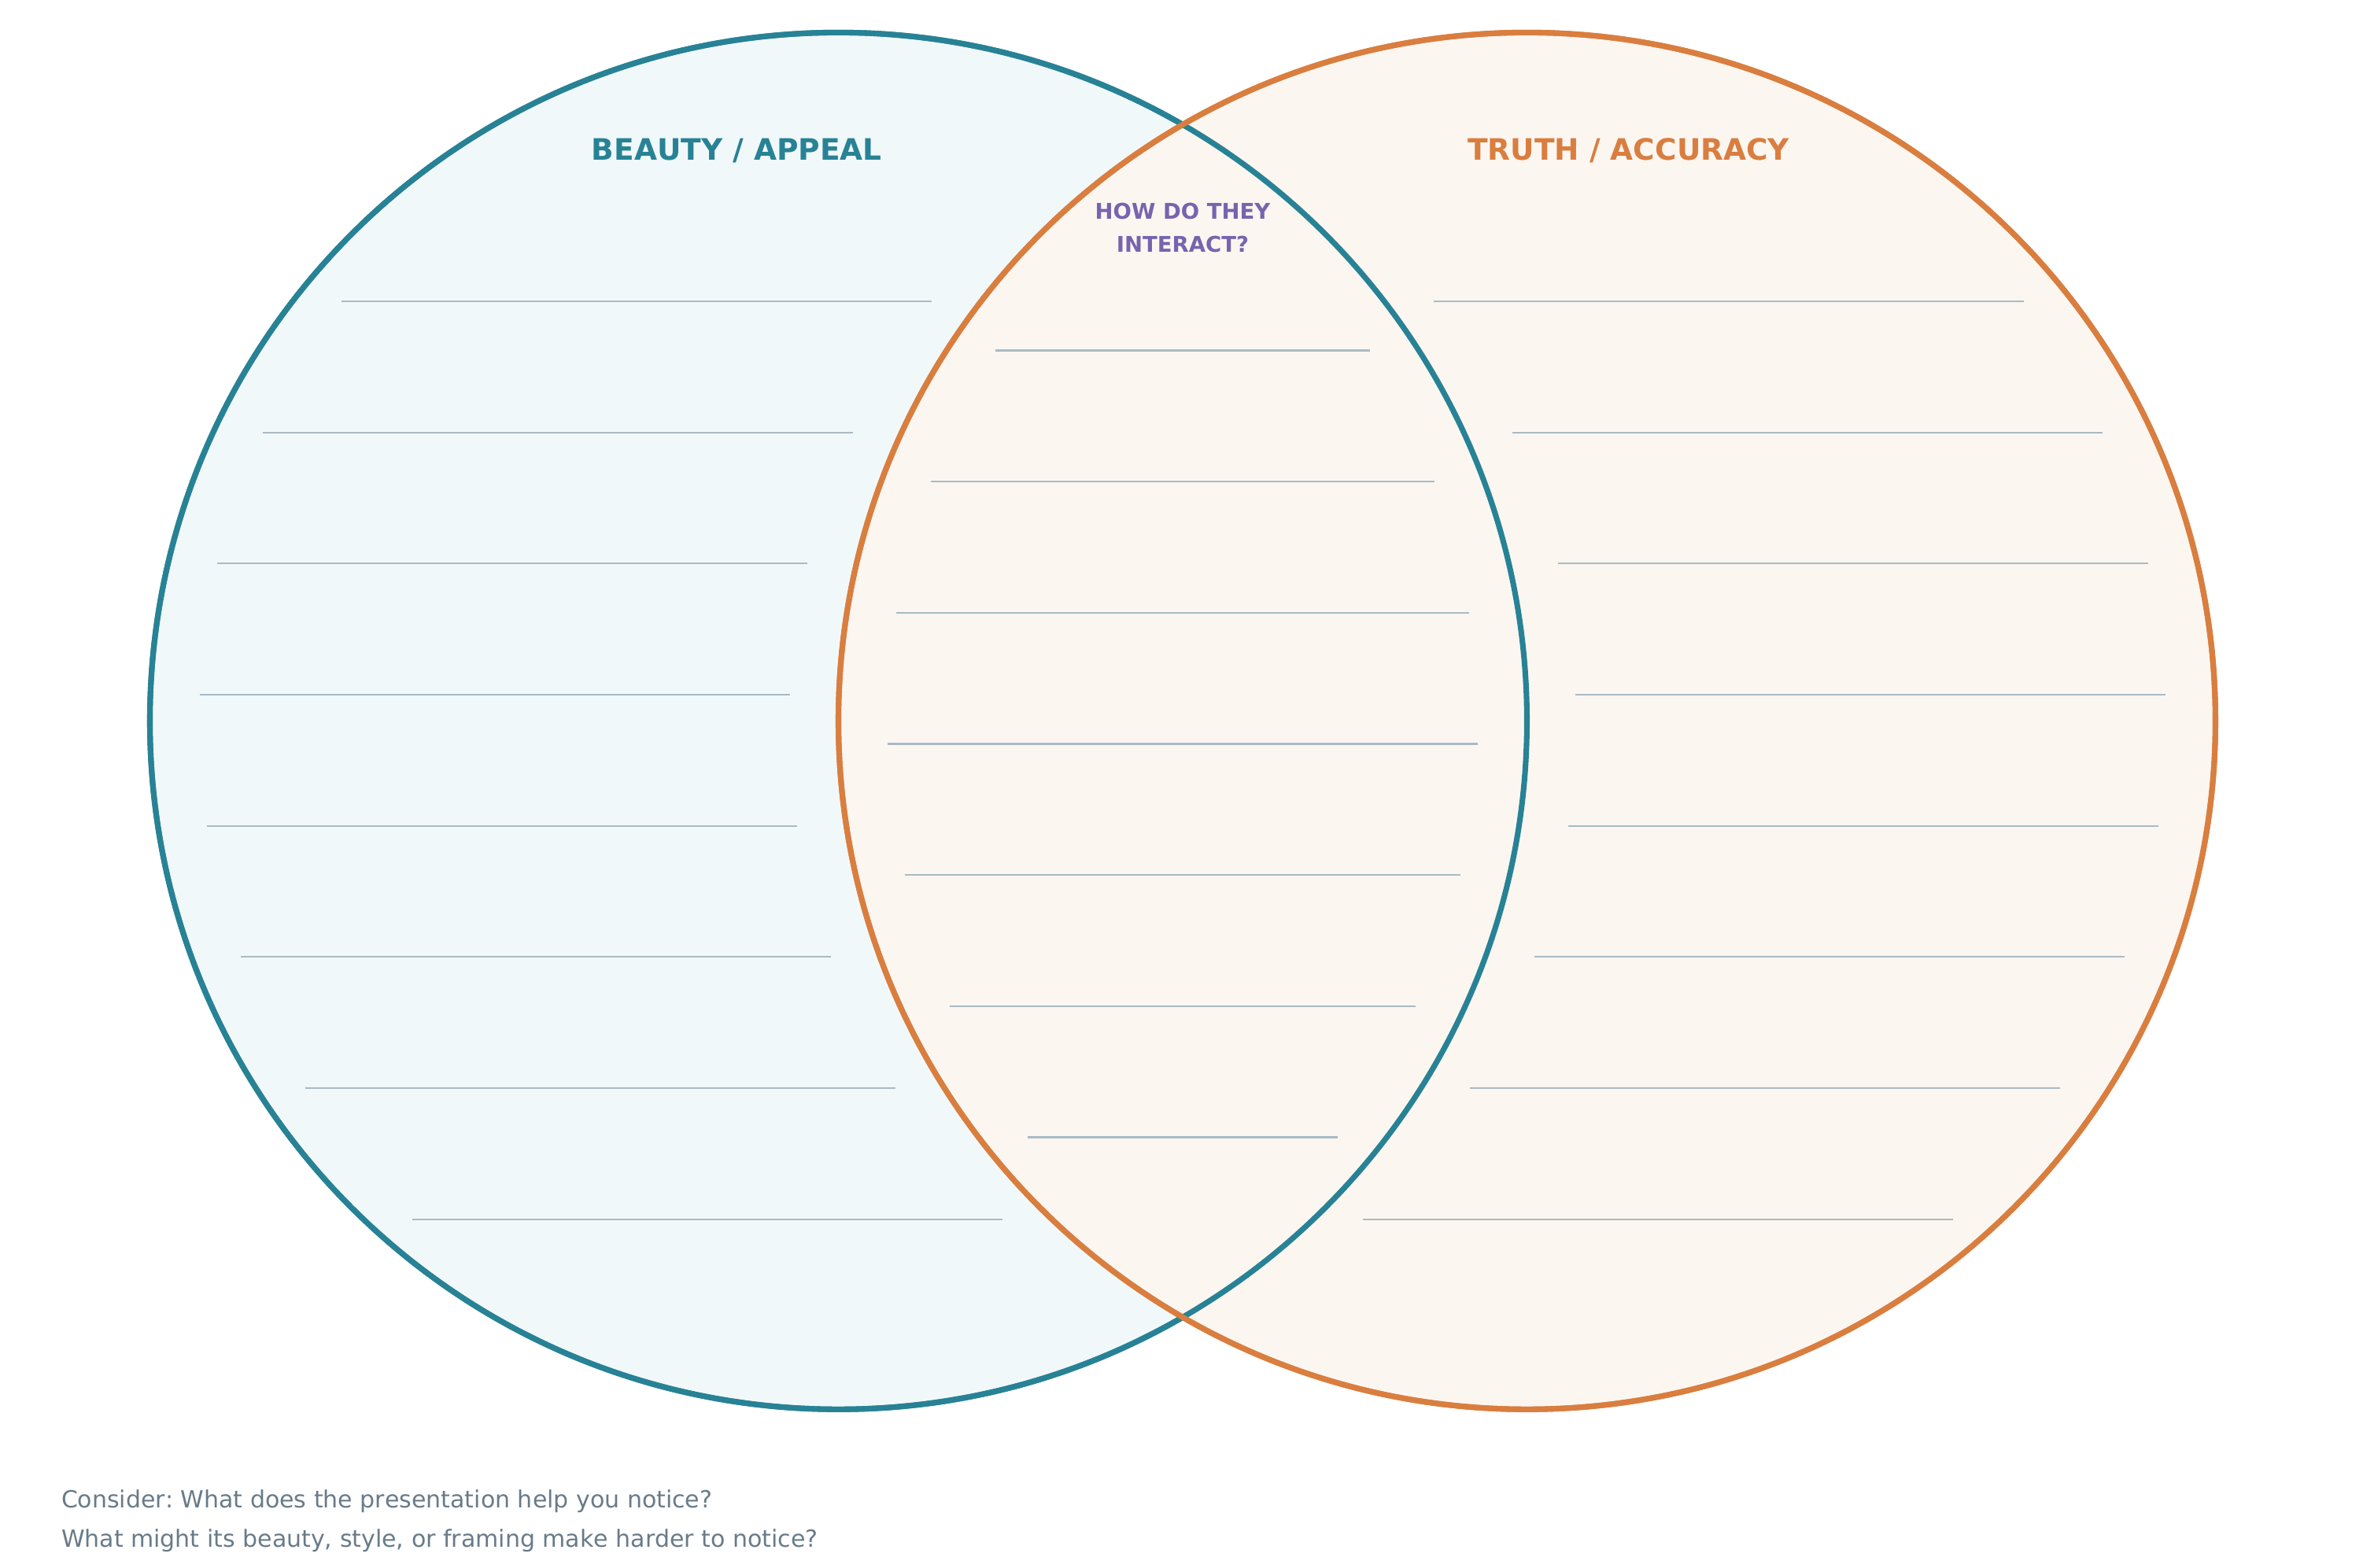 BEAUTY / APPEAL
TRUTH / ACCURACY
HOW DO THEY
INTERACT?
Consider: What does the presentation help you notice?
What might its beauty, style, or framing make harder to notice?